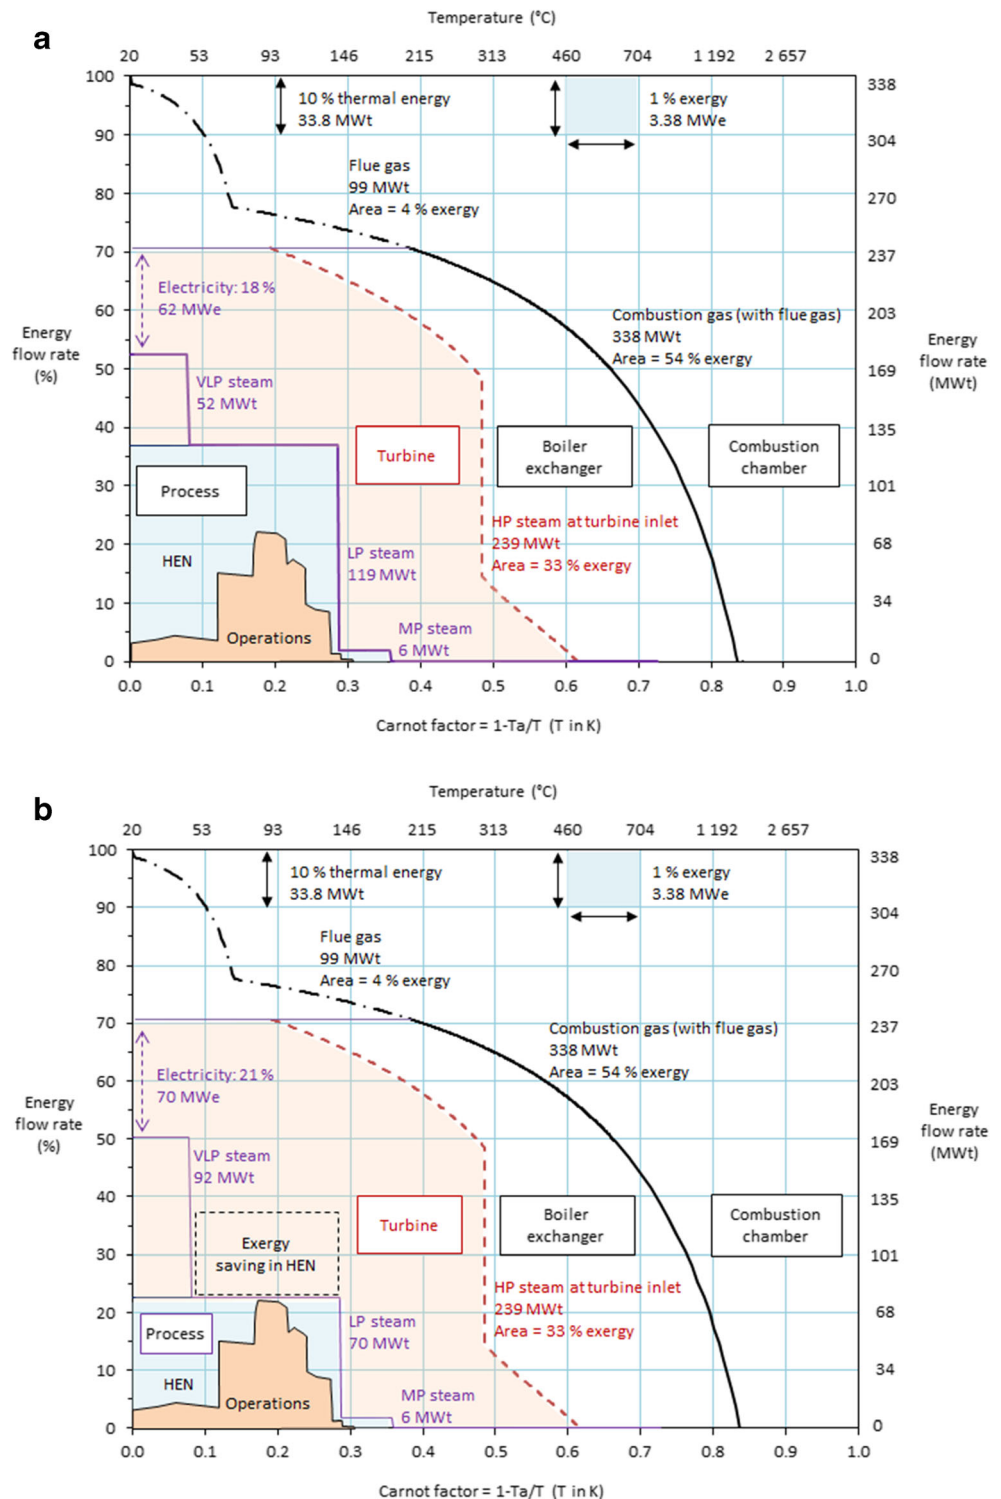 a
Temperature (°C)
20 53 93 146 215 313 460 704 1 192 2 657
100 338
10 % thermal energy
33.8 MWt
1 % exergy
3.38 MWe
90 304
Flue gas
99 MWt
Area = 4 % exergy
80 270
70 237
Electricity: 18 %
62 MWe
60 203
Combustion gas (with flue gas)
338 MWt
Area = 54 % exergy
Energy
flow rate
(%)
Energy
flow rate
(MWt)
50 169
VLP steam
52 MWt
40 135
Turbine
Boiler
exchanger
Combustion
chamber
Process
30 101
HP steam at turbine inlet
239 MWt
Area = 33 % exergy
20 68
HEN
LP steam
119 MWt
10 34
Operations
MP steam
6 MWt
0 0
0.0 0.1 0.2 0.3 0.4 0.5 0.6 0.7 0.8 0.9 1.0
Carnot factor = 1-Ta/T (T in K)
b
Temperature (°C)
20 53 93 146 215 313 460 704 1 192 2 657
100 338
10 % thermal energy
33.8 MWt
1 % exergy
3.38 MWe
90 304
Flue gas
99 MWt
Area = 4 % exergy
80 270
70 237
Electricity: 21 %
70 MWe
60 203
Combustion gas (with flue gas)
338 MWt
Area = 54 % exergy
Energy
flow rate
(%)
Energy
flow rate
(MWt)
50 169
VLP steam
92 MWt
40 135
Turbine
Boiler
exchanger
Combustion
chamber
Exergy
saving in HEN
30 101
HP steam at turbine inlet
239 MWt
Area = 33 % exergy
20 68
Process
LP steam
70 MWt
10 34
HEN
Operations
MP steam
6 MWt
0 0
0.0 0.1 0.2 0.3 0.4 0.5 0.6 0.7 0.8 0.9 1.0
Carnot factor = 1-Ta/T (T in K)